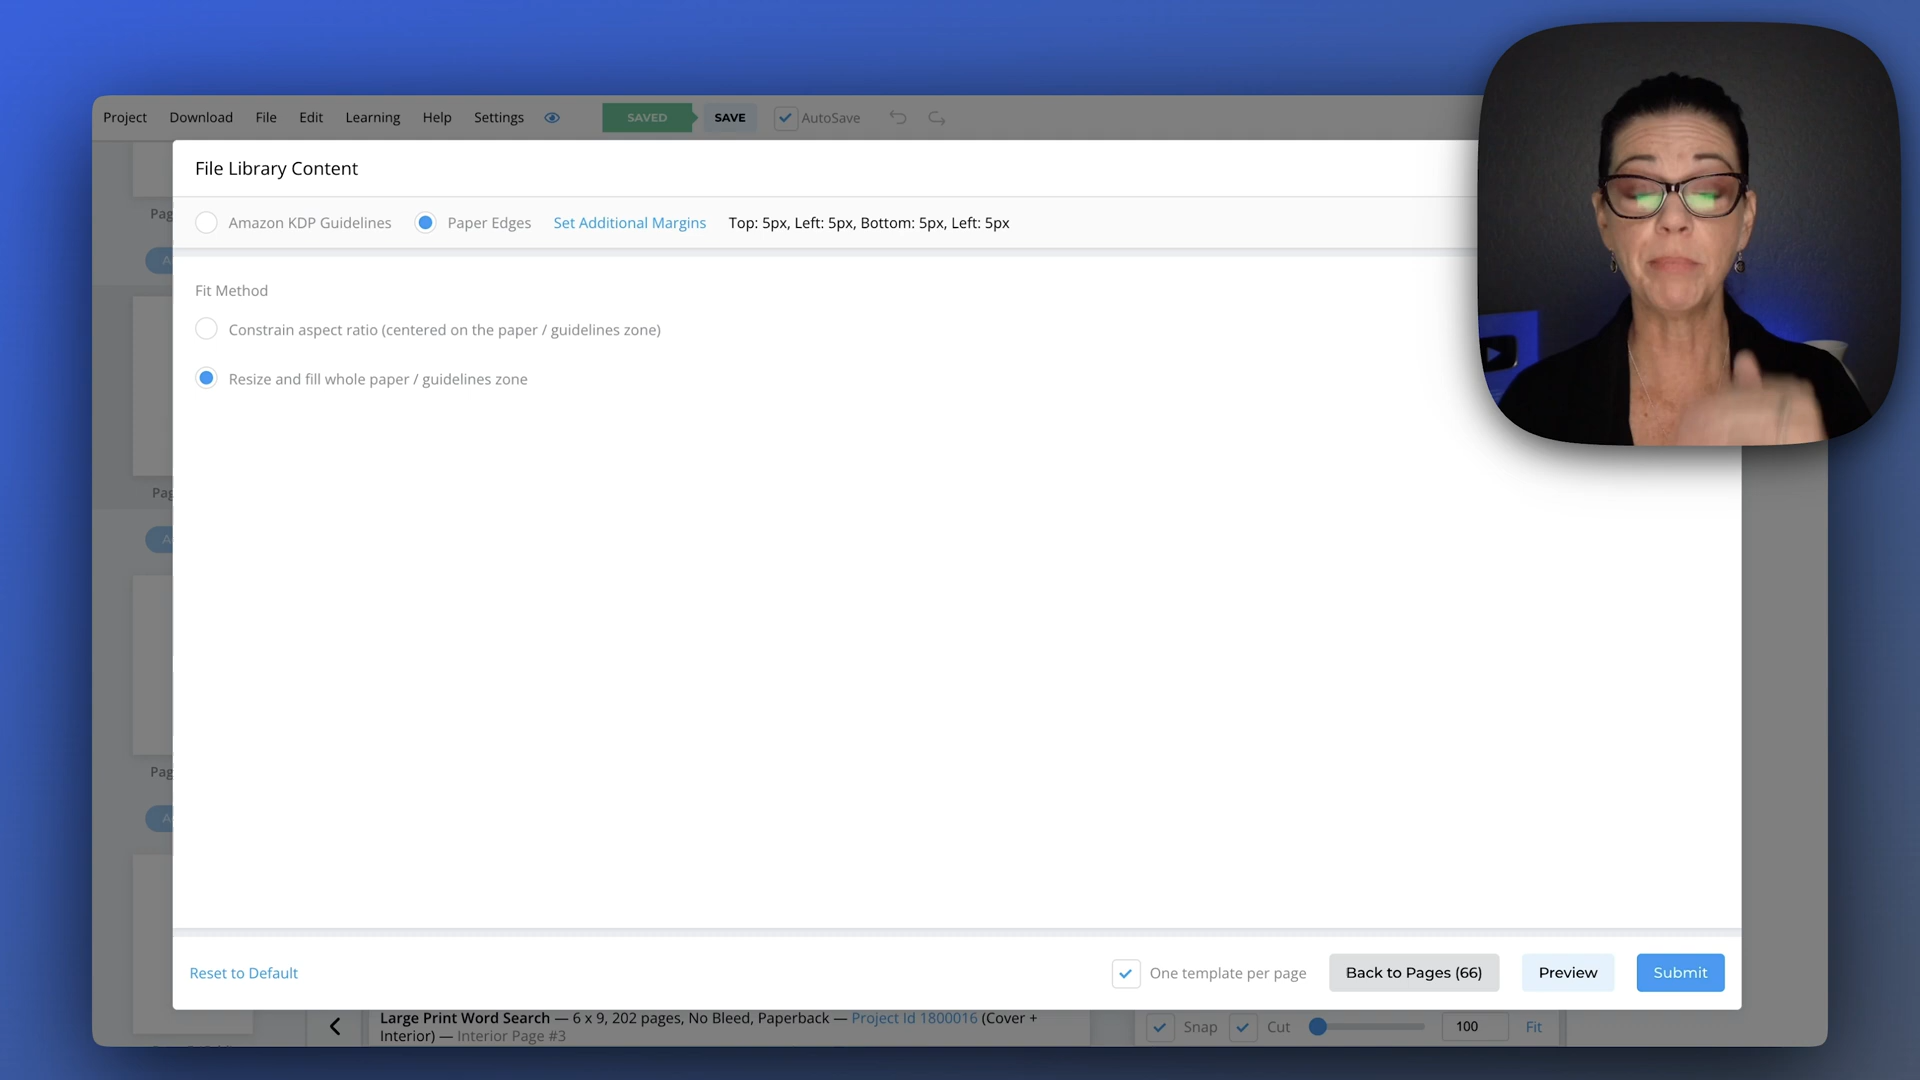 Project Download File Edit Learning Help Settings SAVED SAVE AutoSave
File Library Content
Amazon KDP Guidelines Paper Edges Set Additional Margins Top: 5px, Left: 5px, Bottom: 5px, Left: 5px
Fit Method
Constrain aspect ratio (centered on the paper / guidelines zone)
Resize and fill whole paper / guidelines zone
Pag
A
Pag
A
Pag
A
Reset to Default One template per page Back to Pages (66) Preview Submit
Large Print Word Search — 6 x 9, 202 pages, No Bleed, Paperback — Project Id 1800016 (Cover +
Interior) — Interior Page #3
Snap Cut 100 Fit